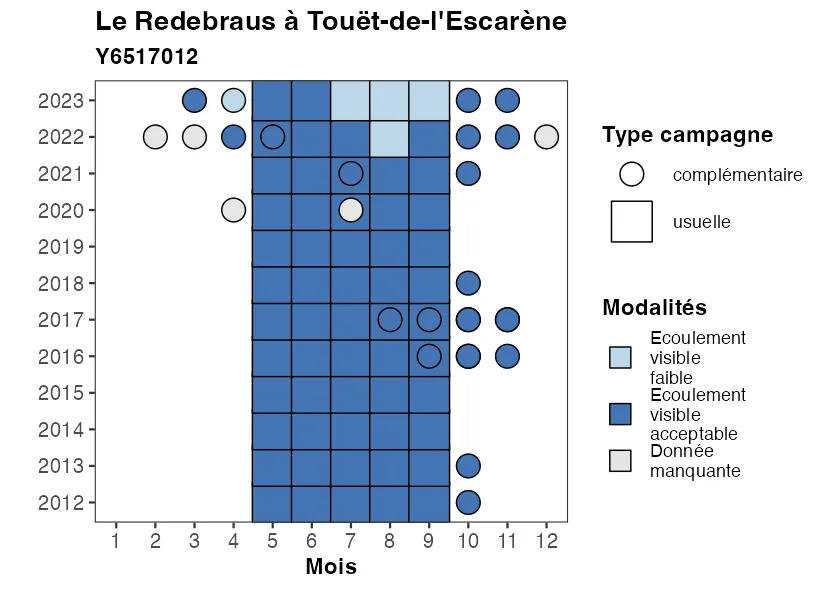 Le Redebraus à Touët-de-l'Escarène
Y6517012
2023
2022
2021
2020
2019
2018
2017
2016
2015
2014
2013
2012
1 2 3 4 5 6 7 8 9 10 11 12
Mois
Type campagne
complémentaire
usuelle
Modalités
Ecoulement
visible
faible
Ecoulement
visible
acceptable
Donnée
manquante